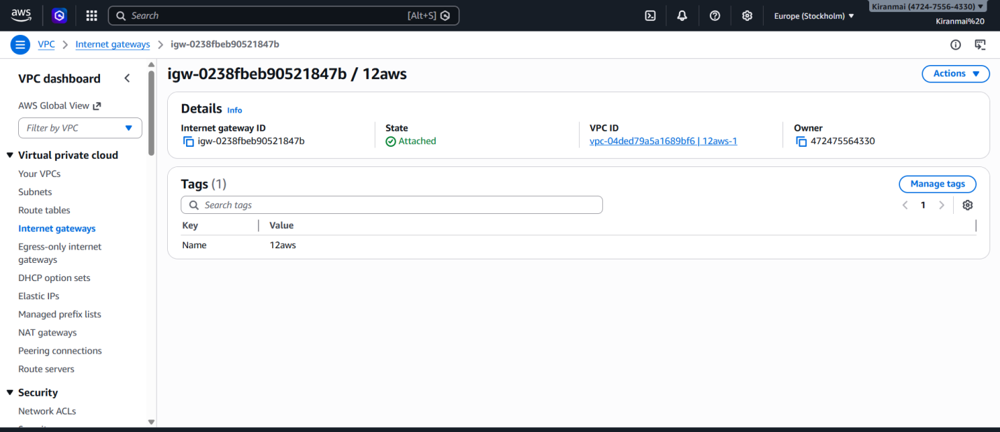 aws
Search [Alt+S]
Europe (Stockholm)
Kiranmai (4724-7556-4330)
Kiranmai%20
VPC
Internet gateways
igw-0238fbeb90521847b
VPC dashboard
AWS Global View
Filter by VPC
Virtual private cloud
Your VPCs
Subnets
Route tables
Internet gateways
Egress-only internet
gateways
DHCP option sets
Elastic IPs
Managed prefix lists
NAT gateways
Peering connections
Route servers
Security
Network ACLs
igw-0238fbeb90521847b / 12aws
Actions
Details Info
Internet gateway ID
igw-0238fbeb90521847b
State
Attached
VPC ID
vpc-04ded79a5a1689bf6 | 12aws-1
Owner
472475564330
Tags (1)
Manage tags
Search tags
1
Key Value
Name 12aws